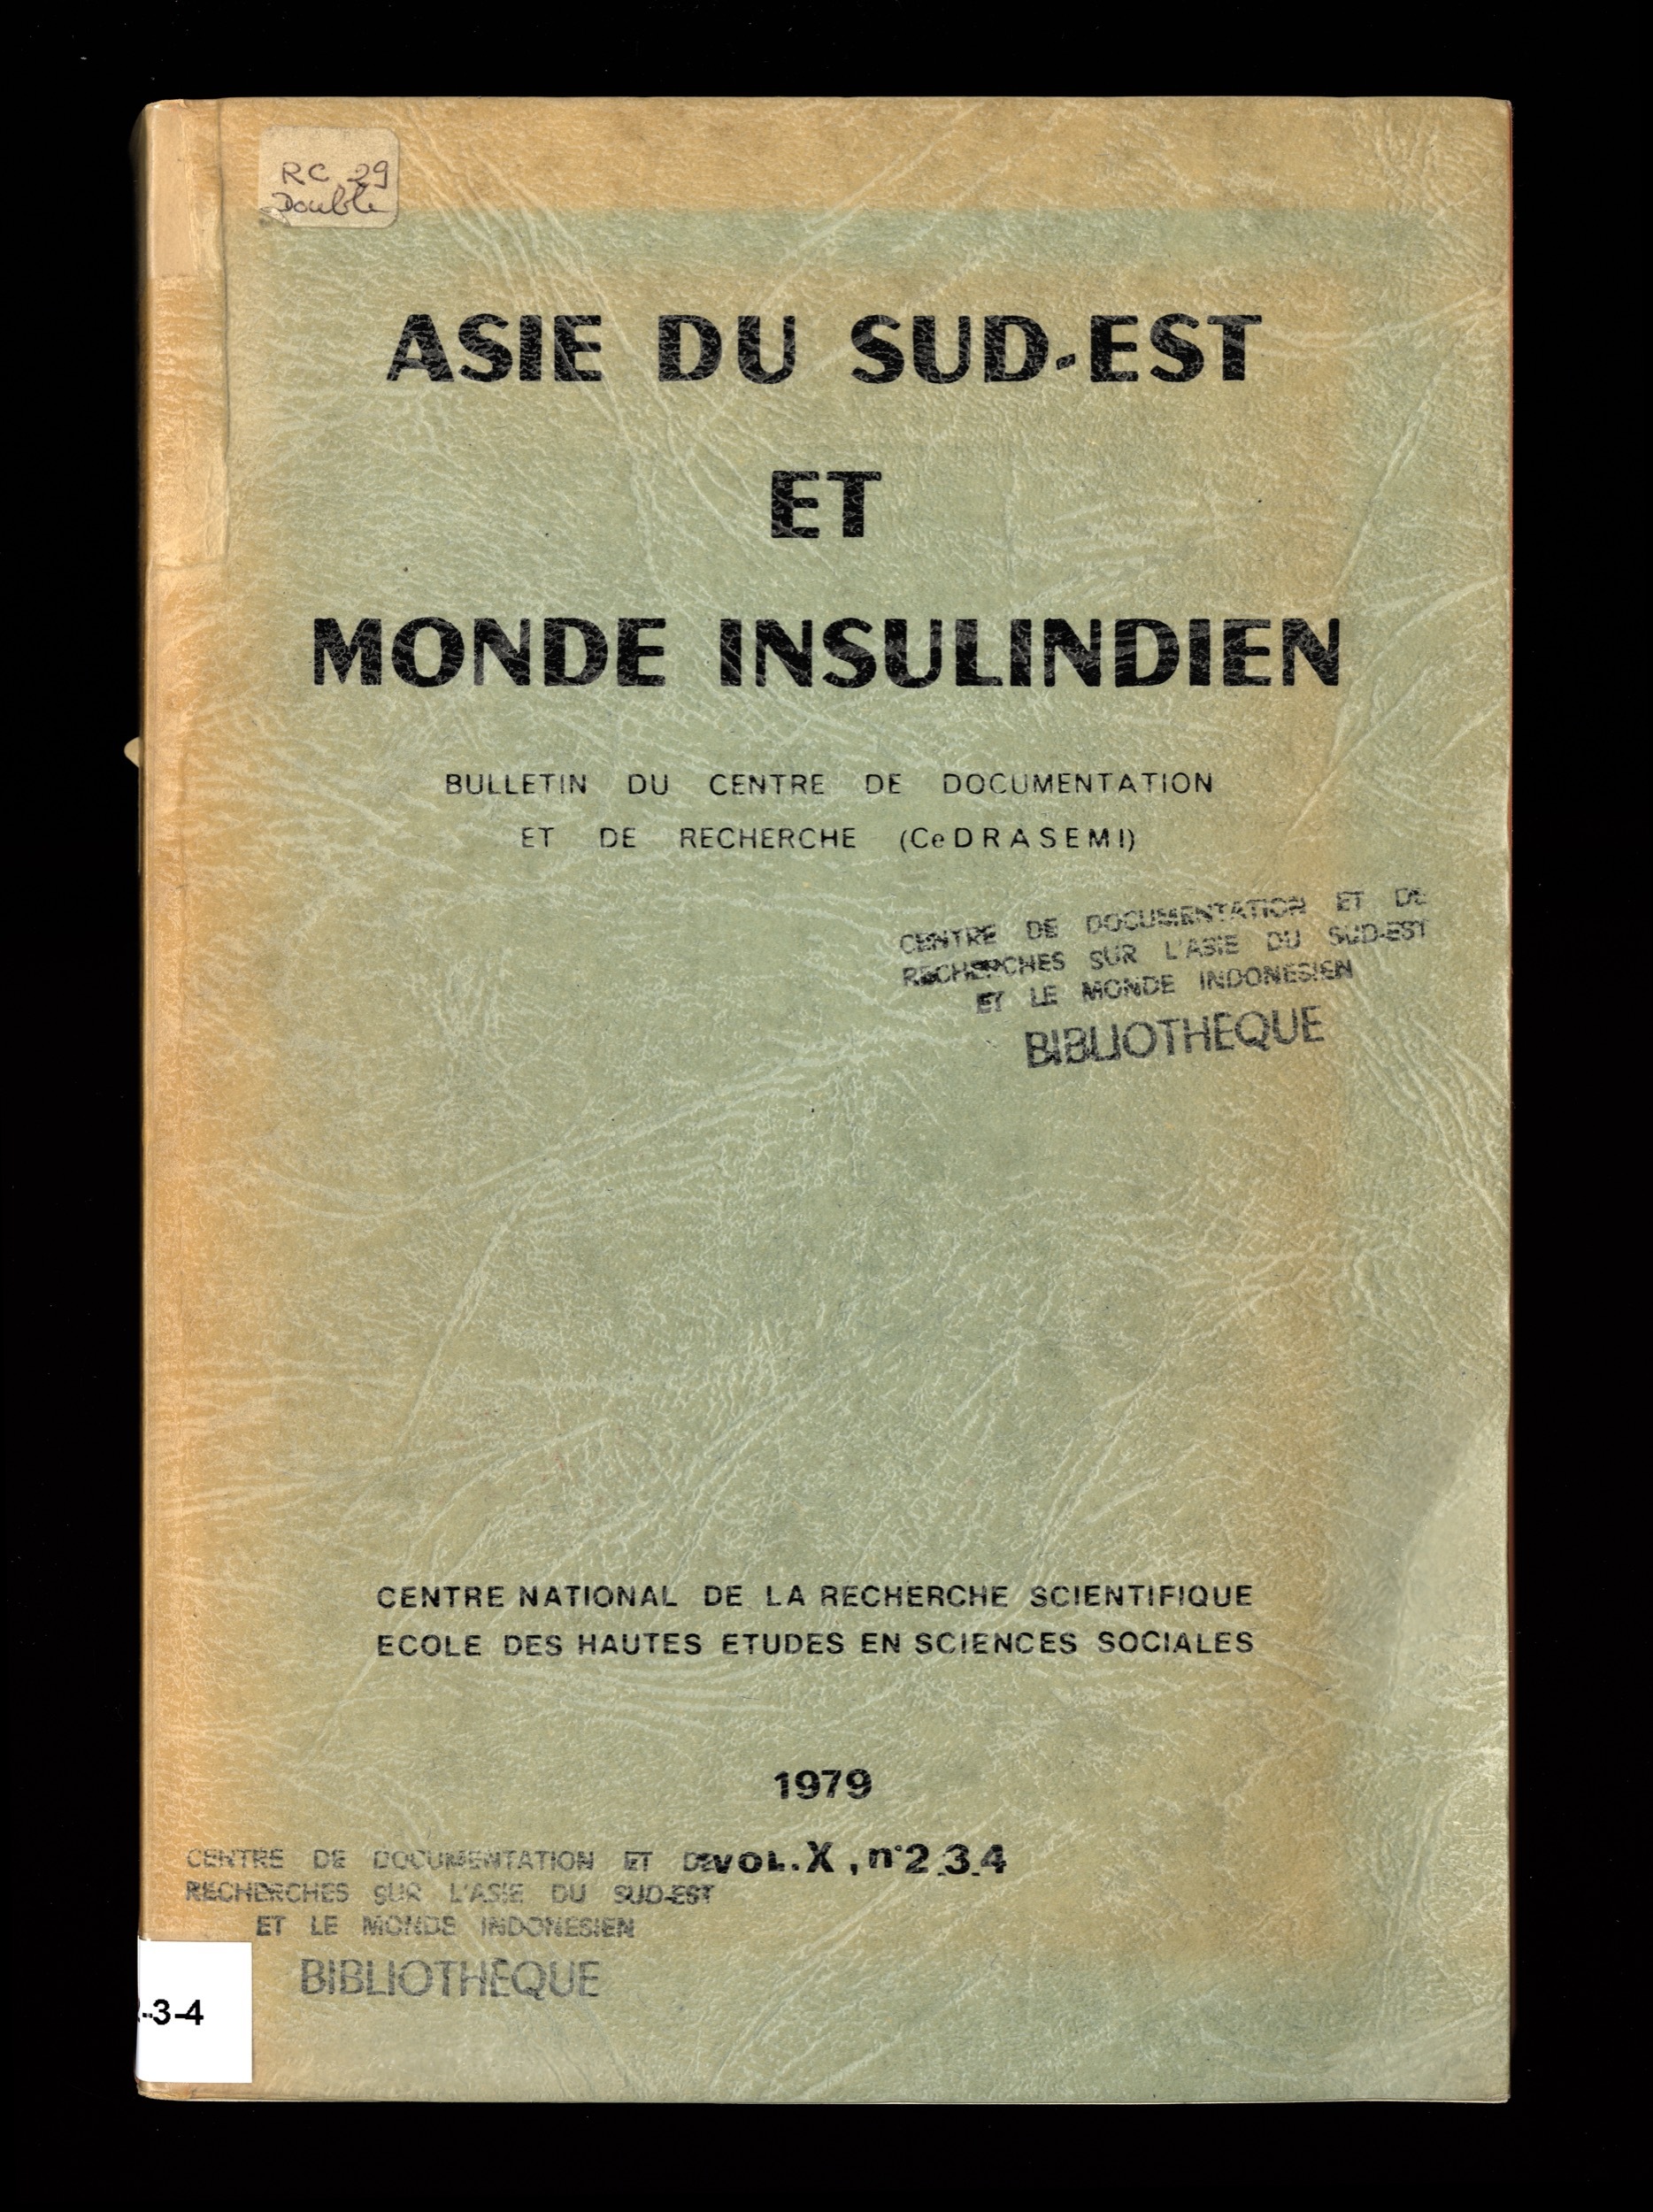 RC 29
Double
ASIE DU SUD-EST
ET
MONDE INSULINDIEN
BULLETIN DU CENTRE DE DOCUMENTATION
ET DE RECHERCHE (CeDRASEMI)
CENTRE DE DOCUMENTATION ET DE
RECHERCHES SUR L'ASIE DU SUD-EST
ET LE MONDE INDONESIEN
BIBLIOTHEQUE
CENTRE NATIONAL DE LA RECHERCHE SCIENTIFIQUE
ECOLE DES HAUTES ETUDES EN SCIENCES SOCIALES
1979
VOL.X, n°2.3.4
CENTRE DE DOCUMENTATION ET DE
RECHERCHES SUR L'ASIE DU SUD-EST
ET LE MONDE INDONESIEN
BIBLIOTHEQUE
-3-4